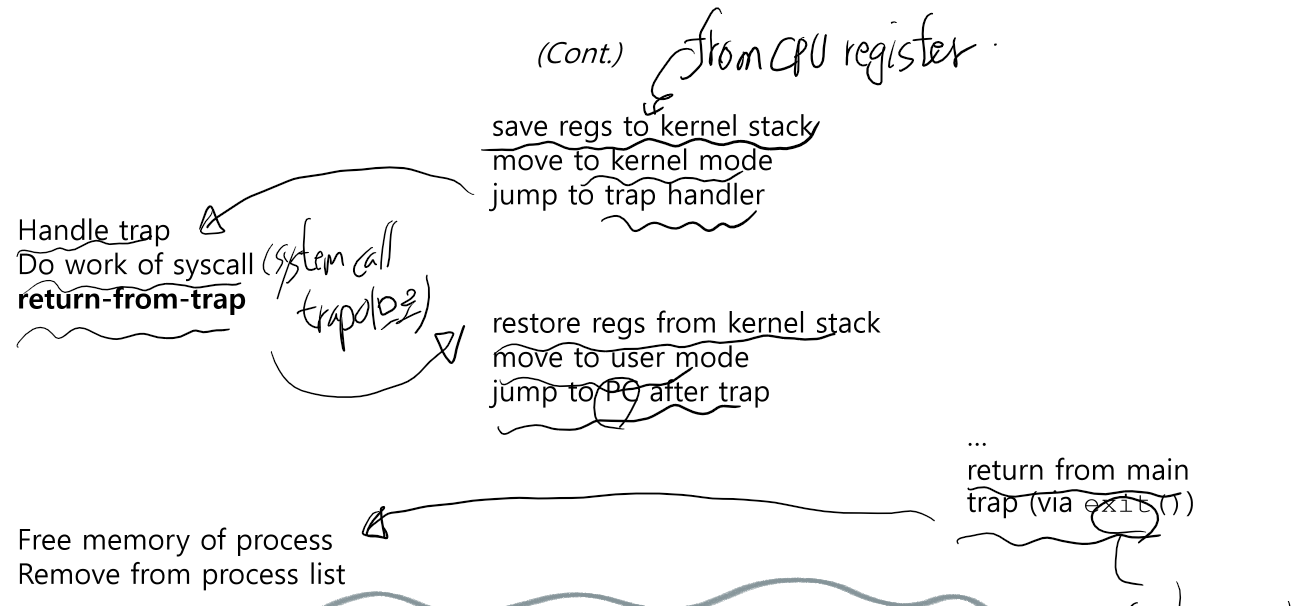 (Cont.)
from CPU register
save regs to kernel stack
move to kernel mode
jump to trap handler
Handle trap
Do work of syscall (system call
trap이므로)
return-from-trap
restore regs from kernel stack
move to user mode
jump to PC after trap
...
return from main
trap (via exit())
Free memory of process
Remove from process list